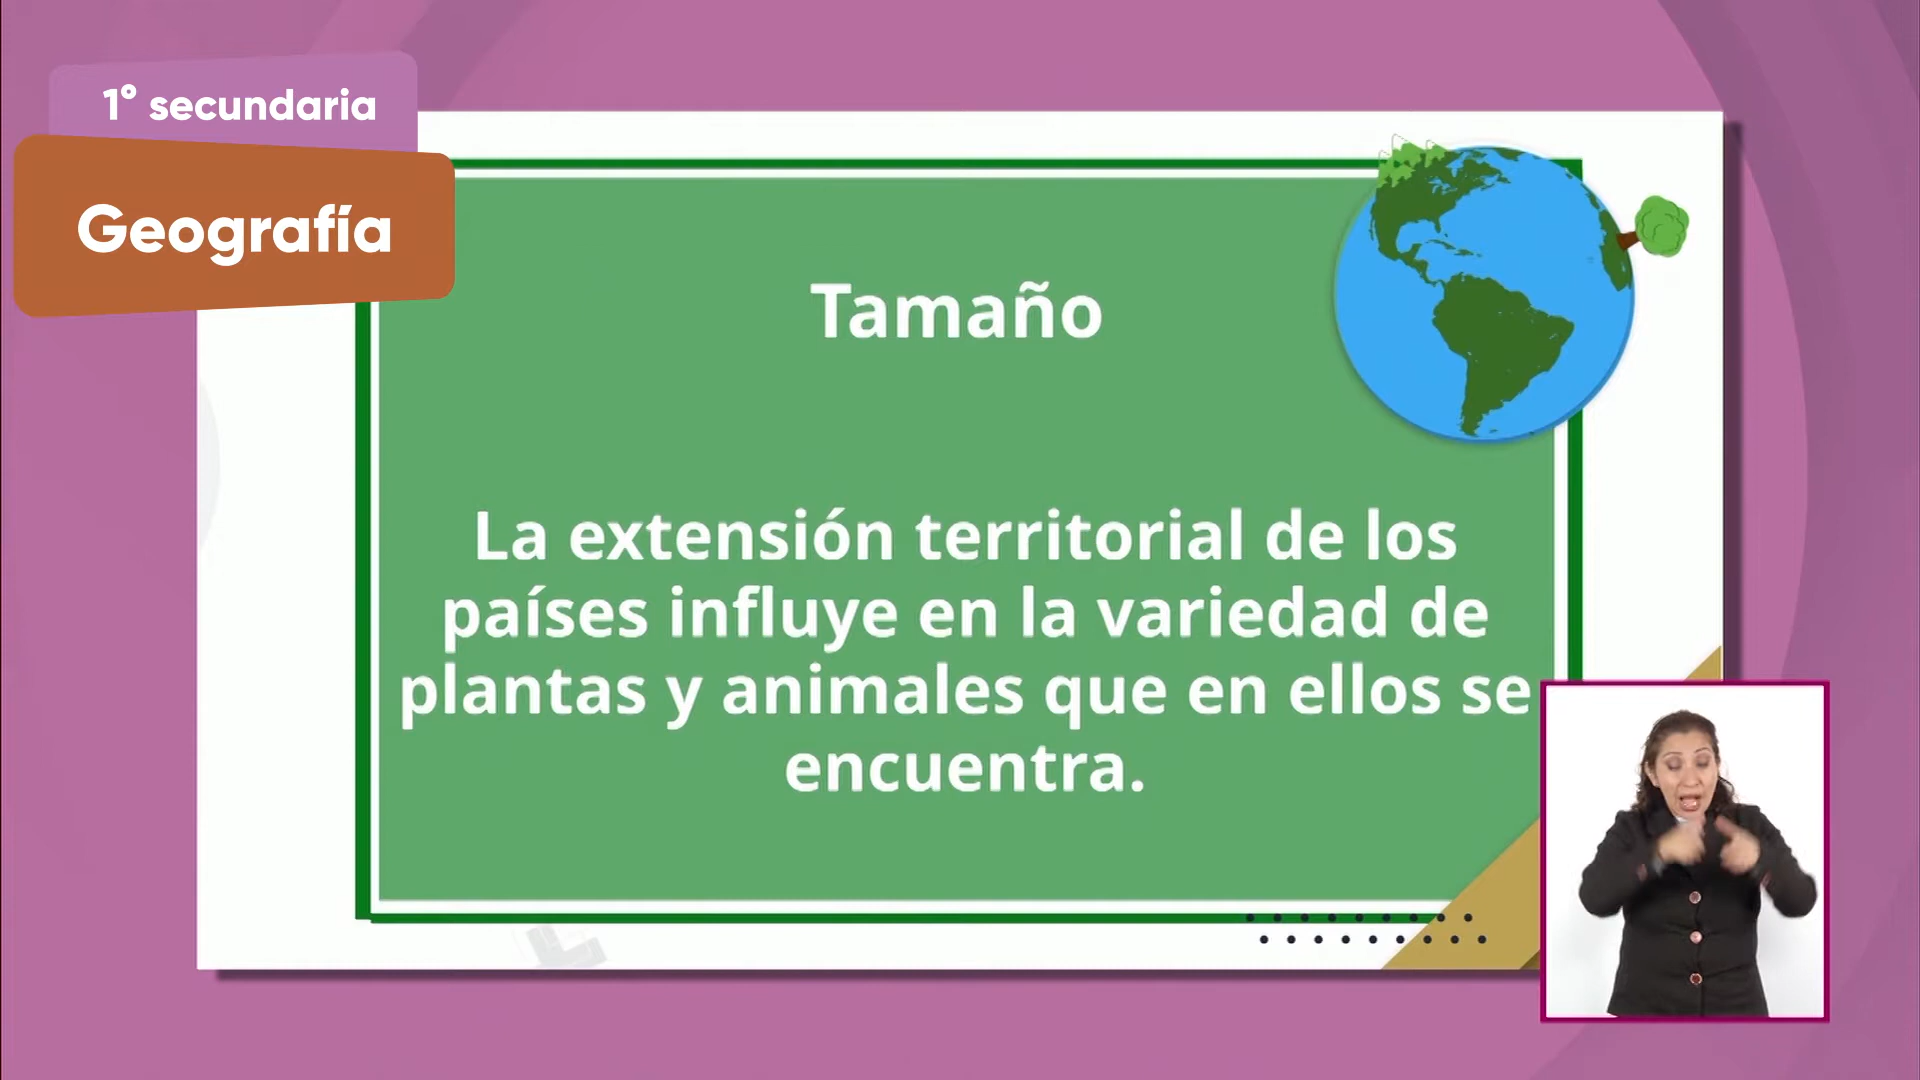 1° secundaria
Geografía
Tamaño
La extensión territorial de los
países influye en la variedad de
plantas y animales que en ellos se
encuentra.